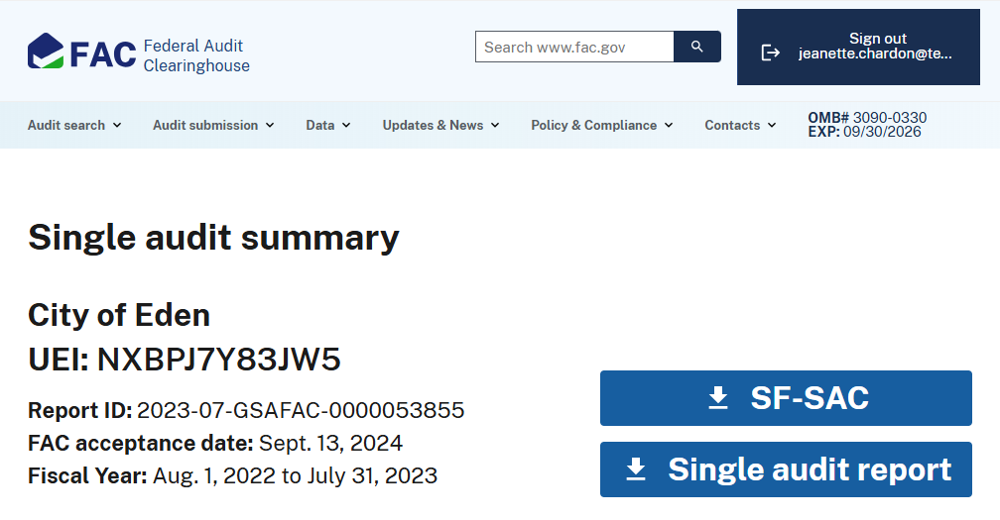 FAC Federal Audit
Clearinghouse
Search www.fac.gov
Sign out
jeanette.chardon@te...
Audit search
Audit submission
Data
Updates & News
Policy & Compliance
Contacts
OMB# 3090-0330
EXP: 09/30/2026
Single audit summary
City of Eden
UEI: NXBPJ7Y83JW5
Report ID: 2023-07-GSAFAC-0000053855
FAC acceptance date: Sept. 13, 2024
Fiscal Year: Aug. 1, 2022 to July 31, 2023
SF-SAC
Single audit report